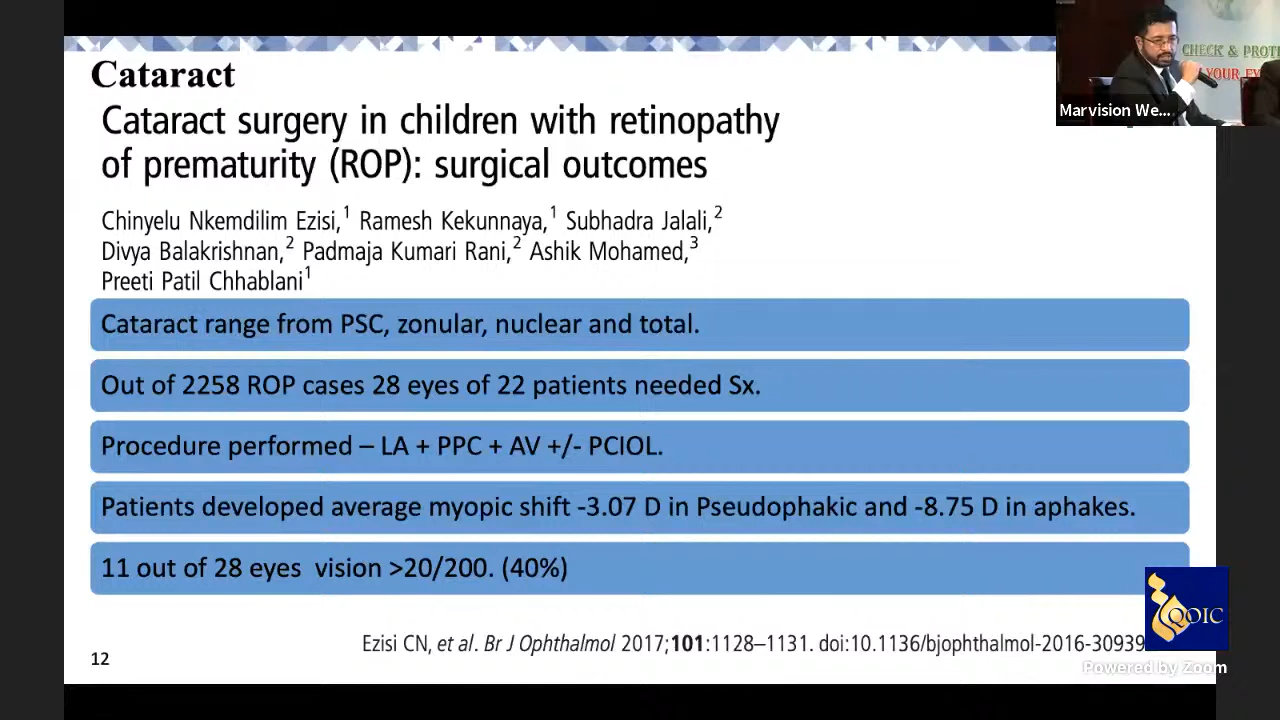 Cataract
Cataract surgery in children with retinopathy
of prematurity (ROP): surgical outcomes
Chinyelu Nkemdilim Ezisi,1 Ramesh Kekunnaya,1 Subhadra Jalali,2
Divya Balakrishnan,2 Padmaja Kumari Rani,2 Ashik Mohamed,3
Preeti Patil Chhablani1
Cataract range from PSC, zonular, nuclear and total.
Out of 2258 ROP cases 28 eyes of 22 patients needed Sx.
Procedure performed – LA + PPC + AV +/- PCIOL.
Patients developed average myopic shift -3.07 D in Pseudophakic and -8.75 D in aphakes.
11 out of 28 eyes  vision >20/200. (40%)
Ezisi CN, et al. Br J Ophthalmol 2017;101:1128–1131. doi:10.1136/bjophthalmol-2016-30939
12
CHECK &
YOUR
Marvision We...
QOIC
Powered by Zoom